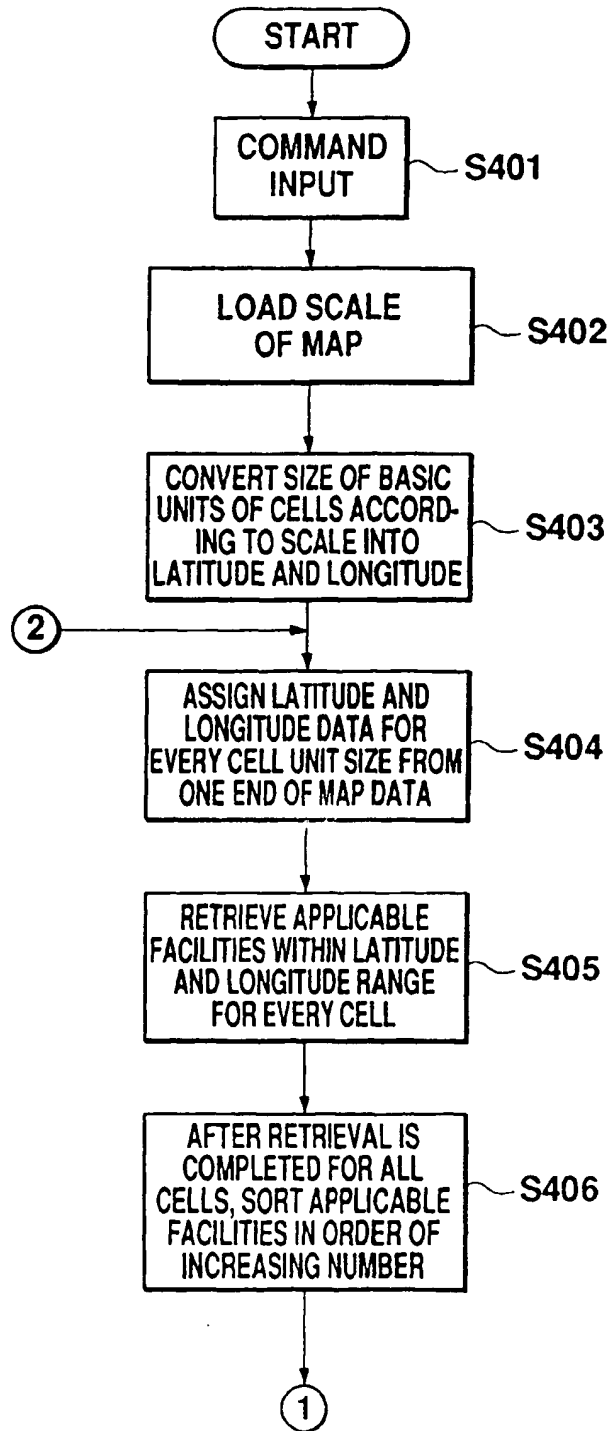 START
COMMAND
INPUT
S401
LOAD SCALE
OF MAP
S402
CONVERT SIZE OF BASIC
UNITS OF CELLS ACCORD-
ING TO SCALE INTO
LATITUDE AND LONGITUDE
S403
2
ASSIGN LATITUDE AND
LONGITUDE DATA FOR
EVERY CELL UNIT SIZE FROM
ONE END OF MAP DATA
S404
RETRIEVE APPLICABLE
FACILITIES WITHIN LATITUDE
AND LONGITUDE RANGE
FOR EVERY CELL
S405
AFTER RETRIEVAL IS
COMPLETED FOR ALL
CELLS, SORT APPLICABLE
FACILITIES IN ORDER OF
INCREASING NUMBER
S406
1